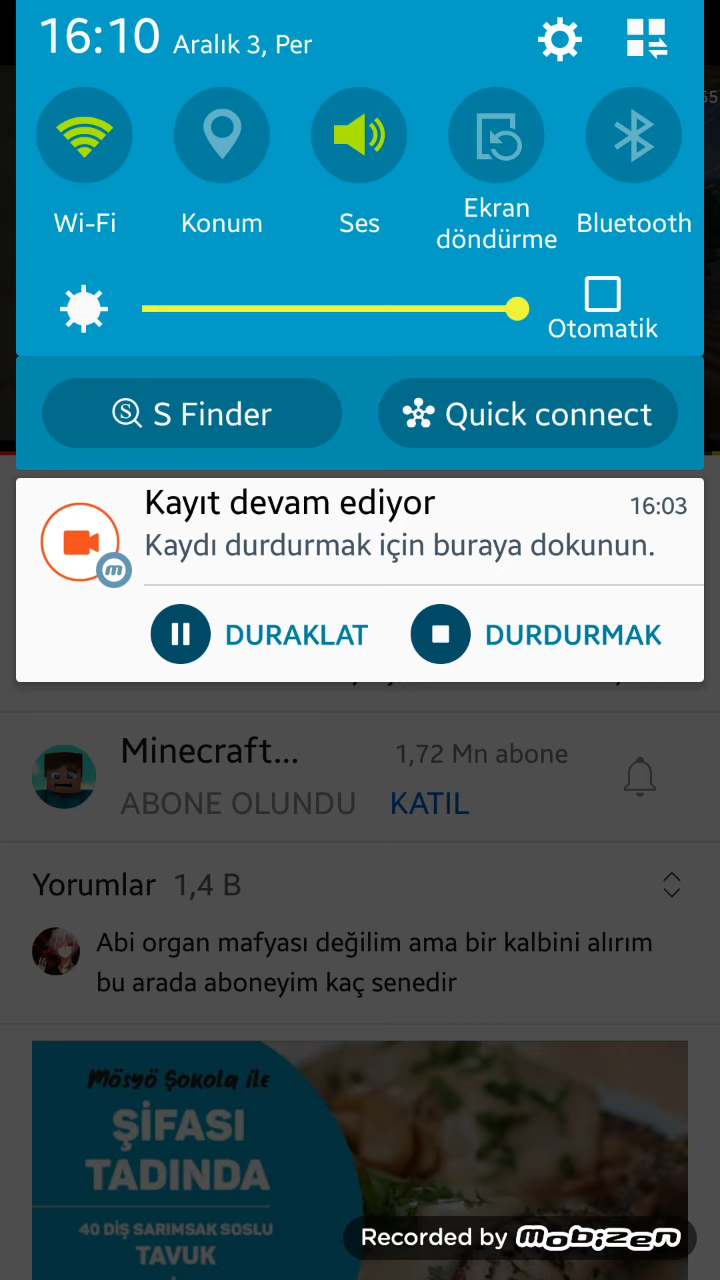 16:10 Aralık 3, Per
Wi-Fi
Konum
Ses
Ekran
döndürme
Bluetooth
Otomatik
S Finder
Quick connect
Kayıt devam ediyor 16:03
Kaydı durdurmak için buraya dokunun.
DURAKLAT
DURDURMAK
Minecraft... 1,72 Mn abone
ABONE OLUNDU KATIL
Yorumlar 1,4 B
Abi organ mafyası değilim ama bir kalbini alırım
bu arada aboneyim kaç senedir
Mösyö Şokola ile
ŞİFASI
TADINDA
40 DİŞ SARIMSAK SOSLU
TAVUK
Recorded by mobizen